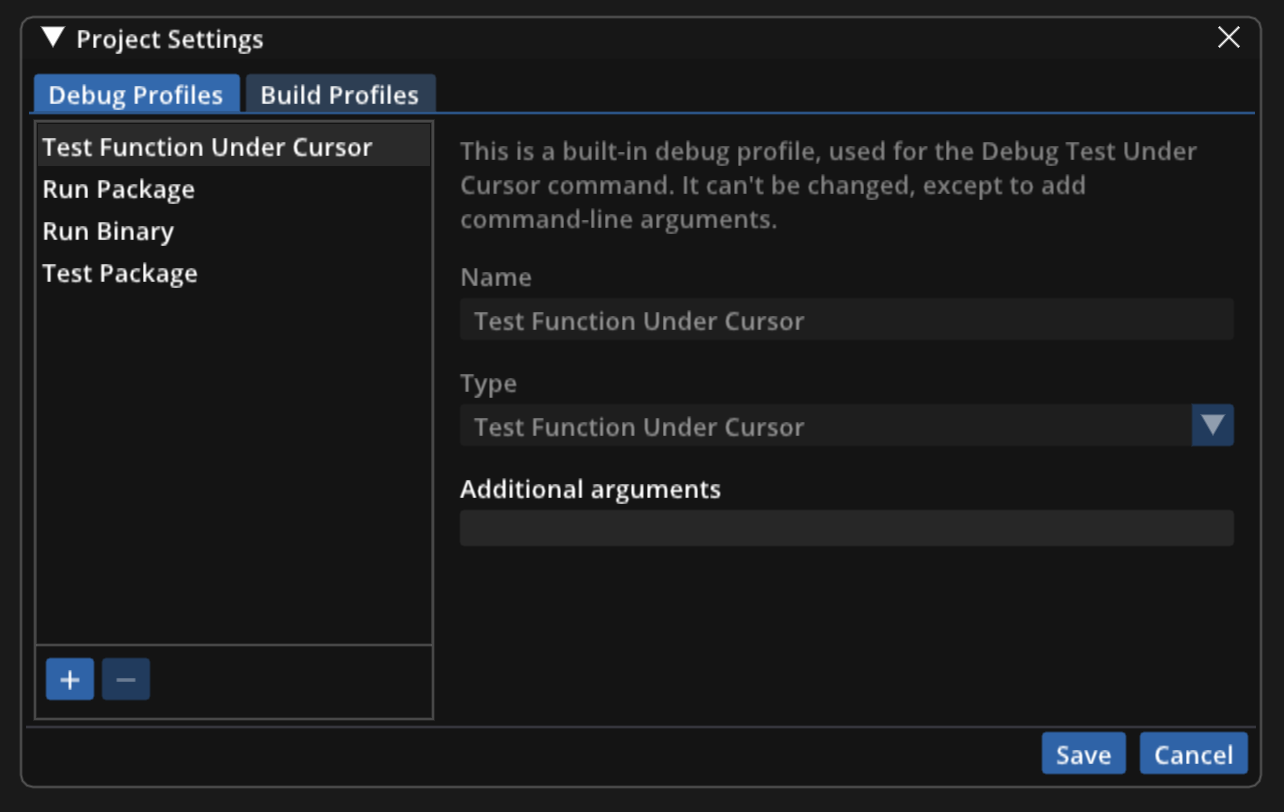 Project Settings
Debug Profiles
Build Profiles
Test Function Under Cursor
Run Package
Run Binary
Test Package
This is a built-in debug profile, used for the Debug Test Under
Cursor command. It can't be changed, except to add
command-line arguments.
Name
Test Function Under Cursor
Type
Test Function Under Cursor
Additional arguments
Save
Cancel